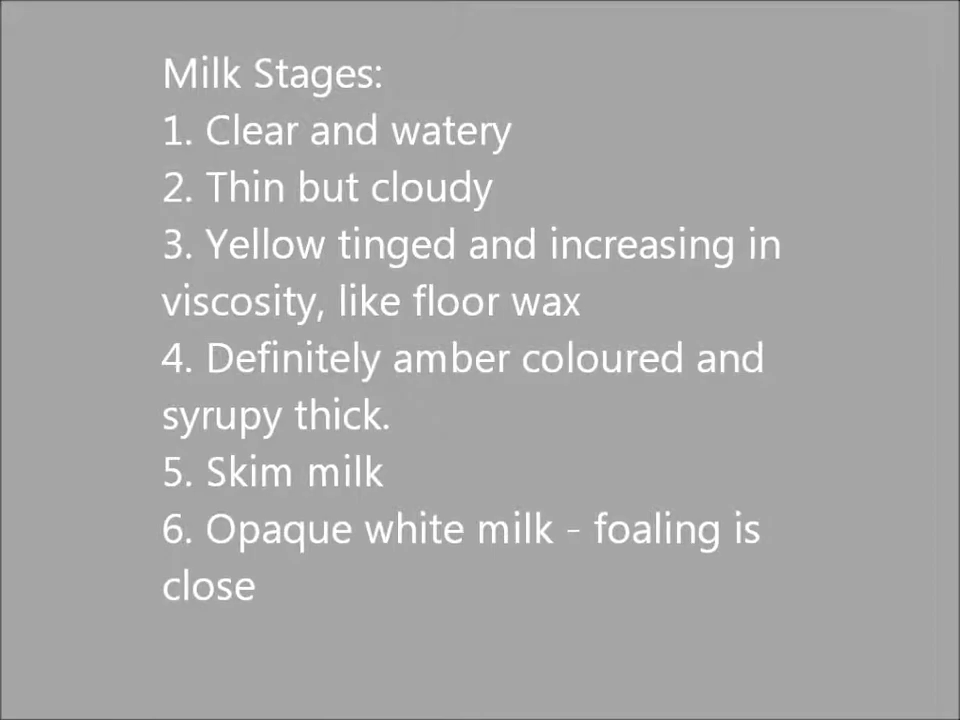 Milk Stages:
1. Clear and watery
2. Thin but cloudy
3. Yellow tinged and increasing in
viscosity, like floor wax
4. Definitely amber coloured and
syrupy thick.
5. Skim milk
6. Opaque white milk - foaling is
close